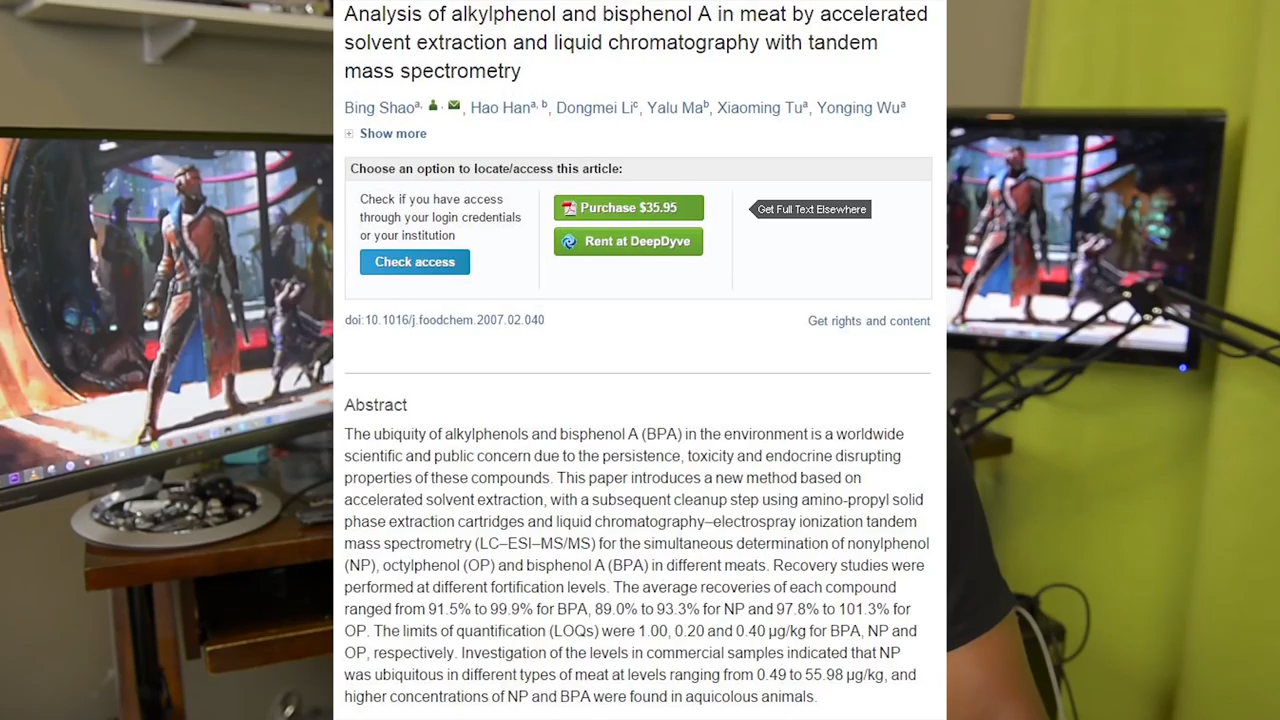 Analysis of alkylphenol and bisphenol A in meat by accelerated
solvent extraction and liquid chromatography with tandem
mass spectrometry
Bing Shaoa, , Hao Hana, b, Dongmei Lic, Yalu Mab, Xiaoming Tua, Yonging Wua
Show more
Choose an option to locate/access this article:
Check if you have access
through your login credentials
or your institution
Check access
Purchase $35.95
Rent at DeepDyve
Get Full Text Elsewhere
doi:10.1016/j.foodchem.2007.02.040
Get rights and content
Abstract
The ubiquity of alkylphenols and bisphenol A (BPA) in the environment is a worldwide
scientific and public concern due to the persistence, toxicity and endocrine disrupting
properties of these compounds. This paper introduces a new method based on
accelerated solvent extraction, with a subsequent cleanup step using amino-propyl solid
phase extraction cartridges and liquid chromatography–electrospray ionization tandem
mass spectrometry (LC–ESI–MS/MS) for the simultaneous determination of nonylphenol
(NP), octylphenol (OP) and bisphenol A (BPA) in different meats. Recovery studies were
performed at different fortification levels. The average recoveries of each compound
ranged from 91.5% to 99.9% for BPA, 89.0% to 93.3% for NP and 97.8% to 101.3% for
OP. The limits of quantification (LOQs) were 1.00, 0.20 and 0.40 μg/kg for BPA, NP and
OP, respectively. Investigation of the levels in commercial samples indicated that NP
was ubiquitous in different types of meat at levels ranging from 0.49 to 55.98 μg/kg, and
higher concentrations of NP and BPA were found in aquicolous animals.